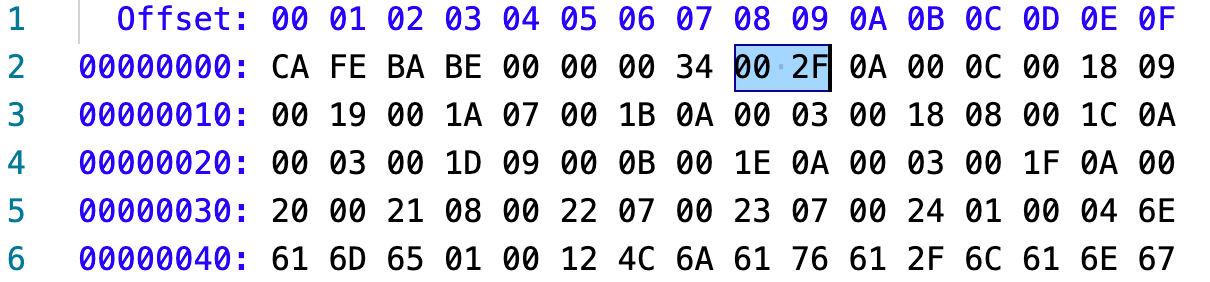 1 Offset: 00 01 02 03 04 05 06 07 08 09 0A 0B 0C 0D 0E 0F
2 00000000: CA FE BA BE 00 00 00 34 00 2F 0A 00 0C 00 18 09
3 00000010: 00 19 00 1A 07 00 1B 0A 00 03 00 18 08 00 1C 0A
4 00000020: 00 03 00 1D 09 00 0B 00 1E 0A 00 03 00 1F 0A 00
5 00000030: 20 00 21 08 00 22 07 00 23 07 00 24 01 00 04 6E
6 00000040: 61 6D 65 01 00 12 4C 6A 61 76 61 2F 6C 61 6E 67